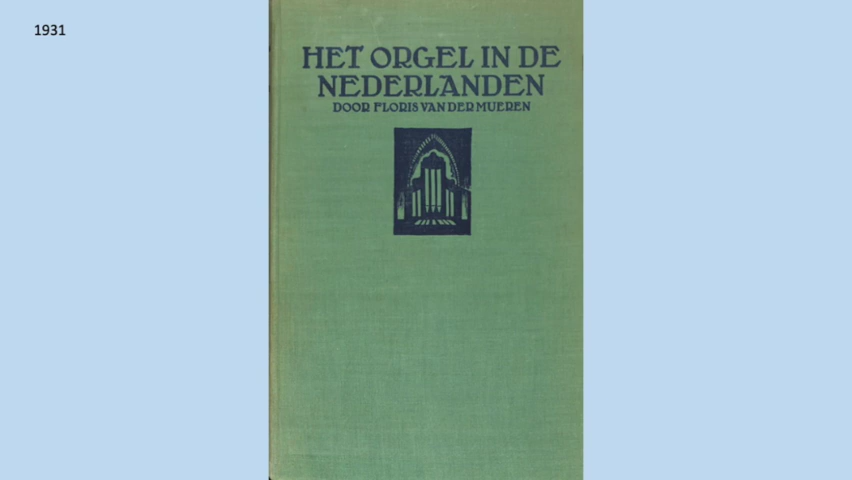 1931
HET ORGEL IN DE
NEDERLANDEN
DOOR FLORIS VAN DER MUEREN